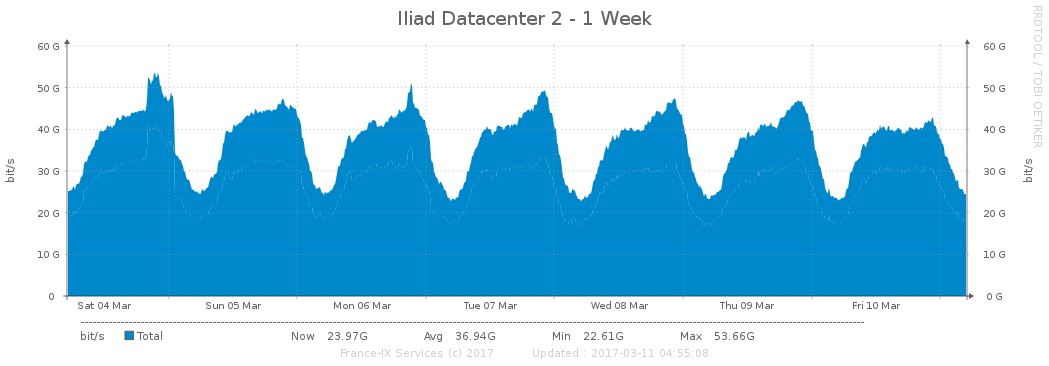 Iliad Datacenter 2 - 1 Week
RRDTOOL / TOBI OETIKER
bit/s
60 G 60 G
50 G 50 G
40 G 40 G
30 G 30 G
20 G 20 G
10 G 10 G
0 0 G
bit/s
Sat 04 Mar Sun 05 Mar Mon 06 Mar Tue 07 Mar Wed 08 Mar Thu 09 Mar Fri 10 Mar
bit/s Total Now 23.97G Avg 36.94G Min 22.61G Max 53.66G
France-IX Services (c) 2017 Updated : 2017-03-11 04:55:08